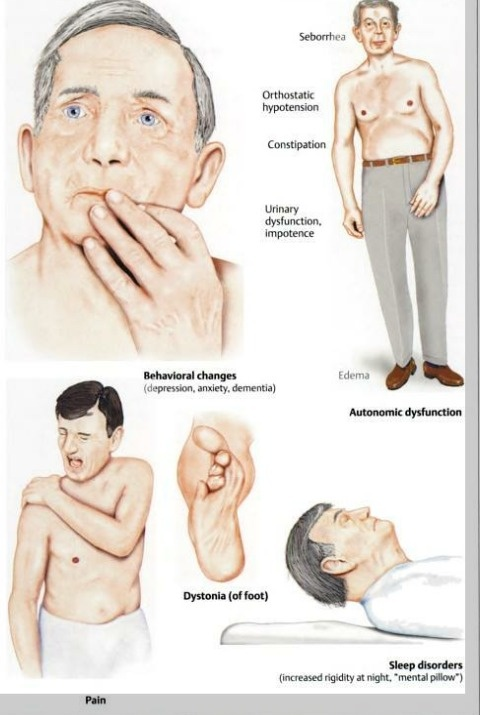 Seborrhea
Orthostatic
hypotension
Constipation
Urinary
dysfunction,
impotence
Edema
Behavioral changes
(depression, anxiety, dementia)
Autonomic dysfunction
Dystonia (of foot)
Sleep disorders
(increased rigidity at night, "mental pillow")
Pain